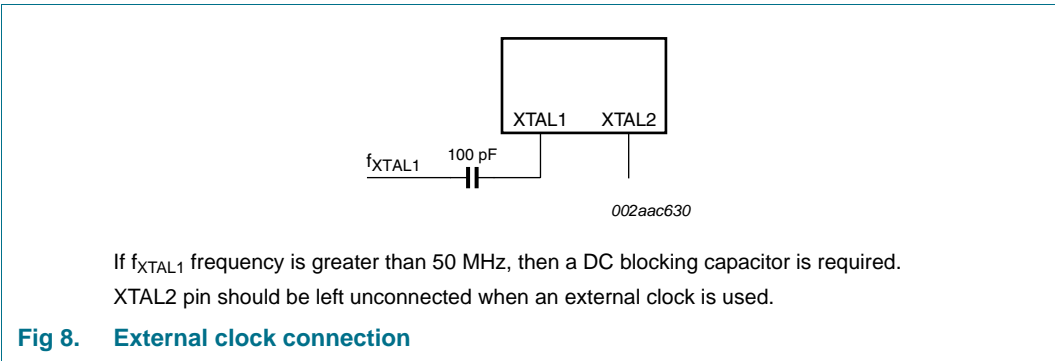 XTAL1 XTAL2
fXTAL1 100 pF
002aac630
If fXTAL1 frequency is greater than 50 MHz, then a DC blocking capacitor is required.
XTAL2 pin should be left unconnected when an external clock is used.
Fig 8. External clock connection